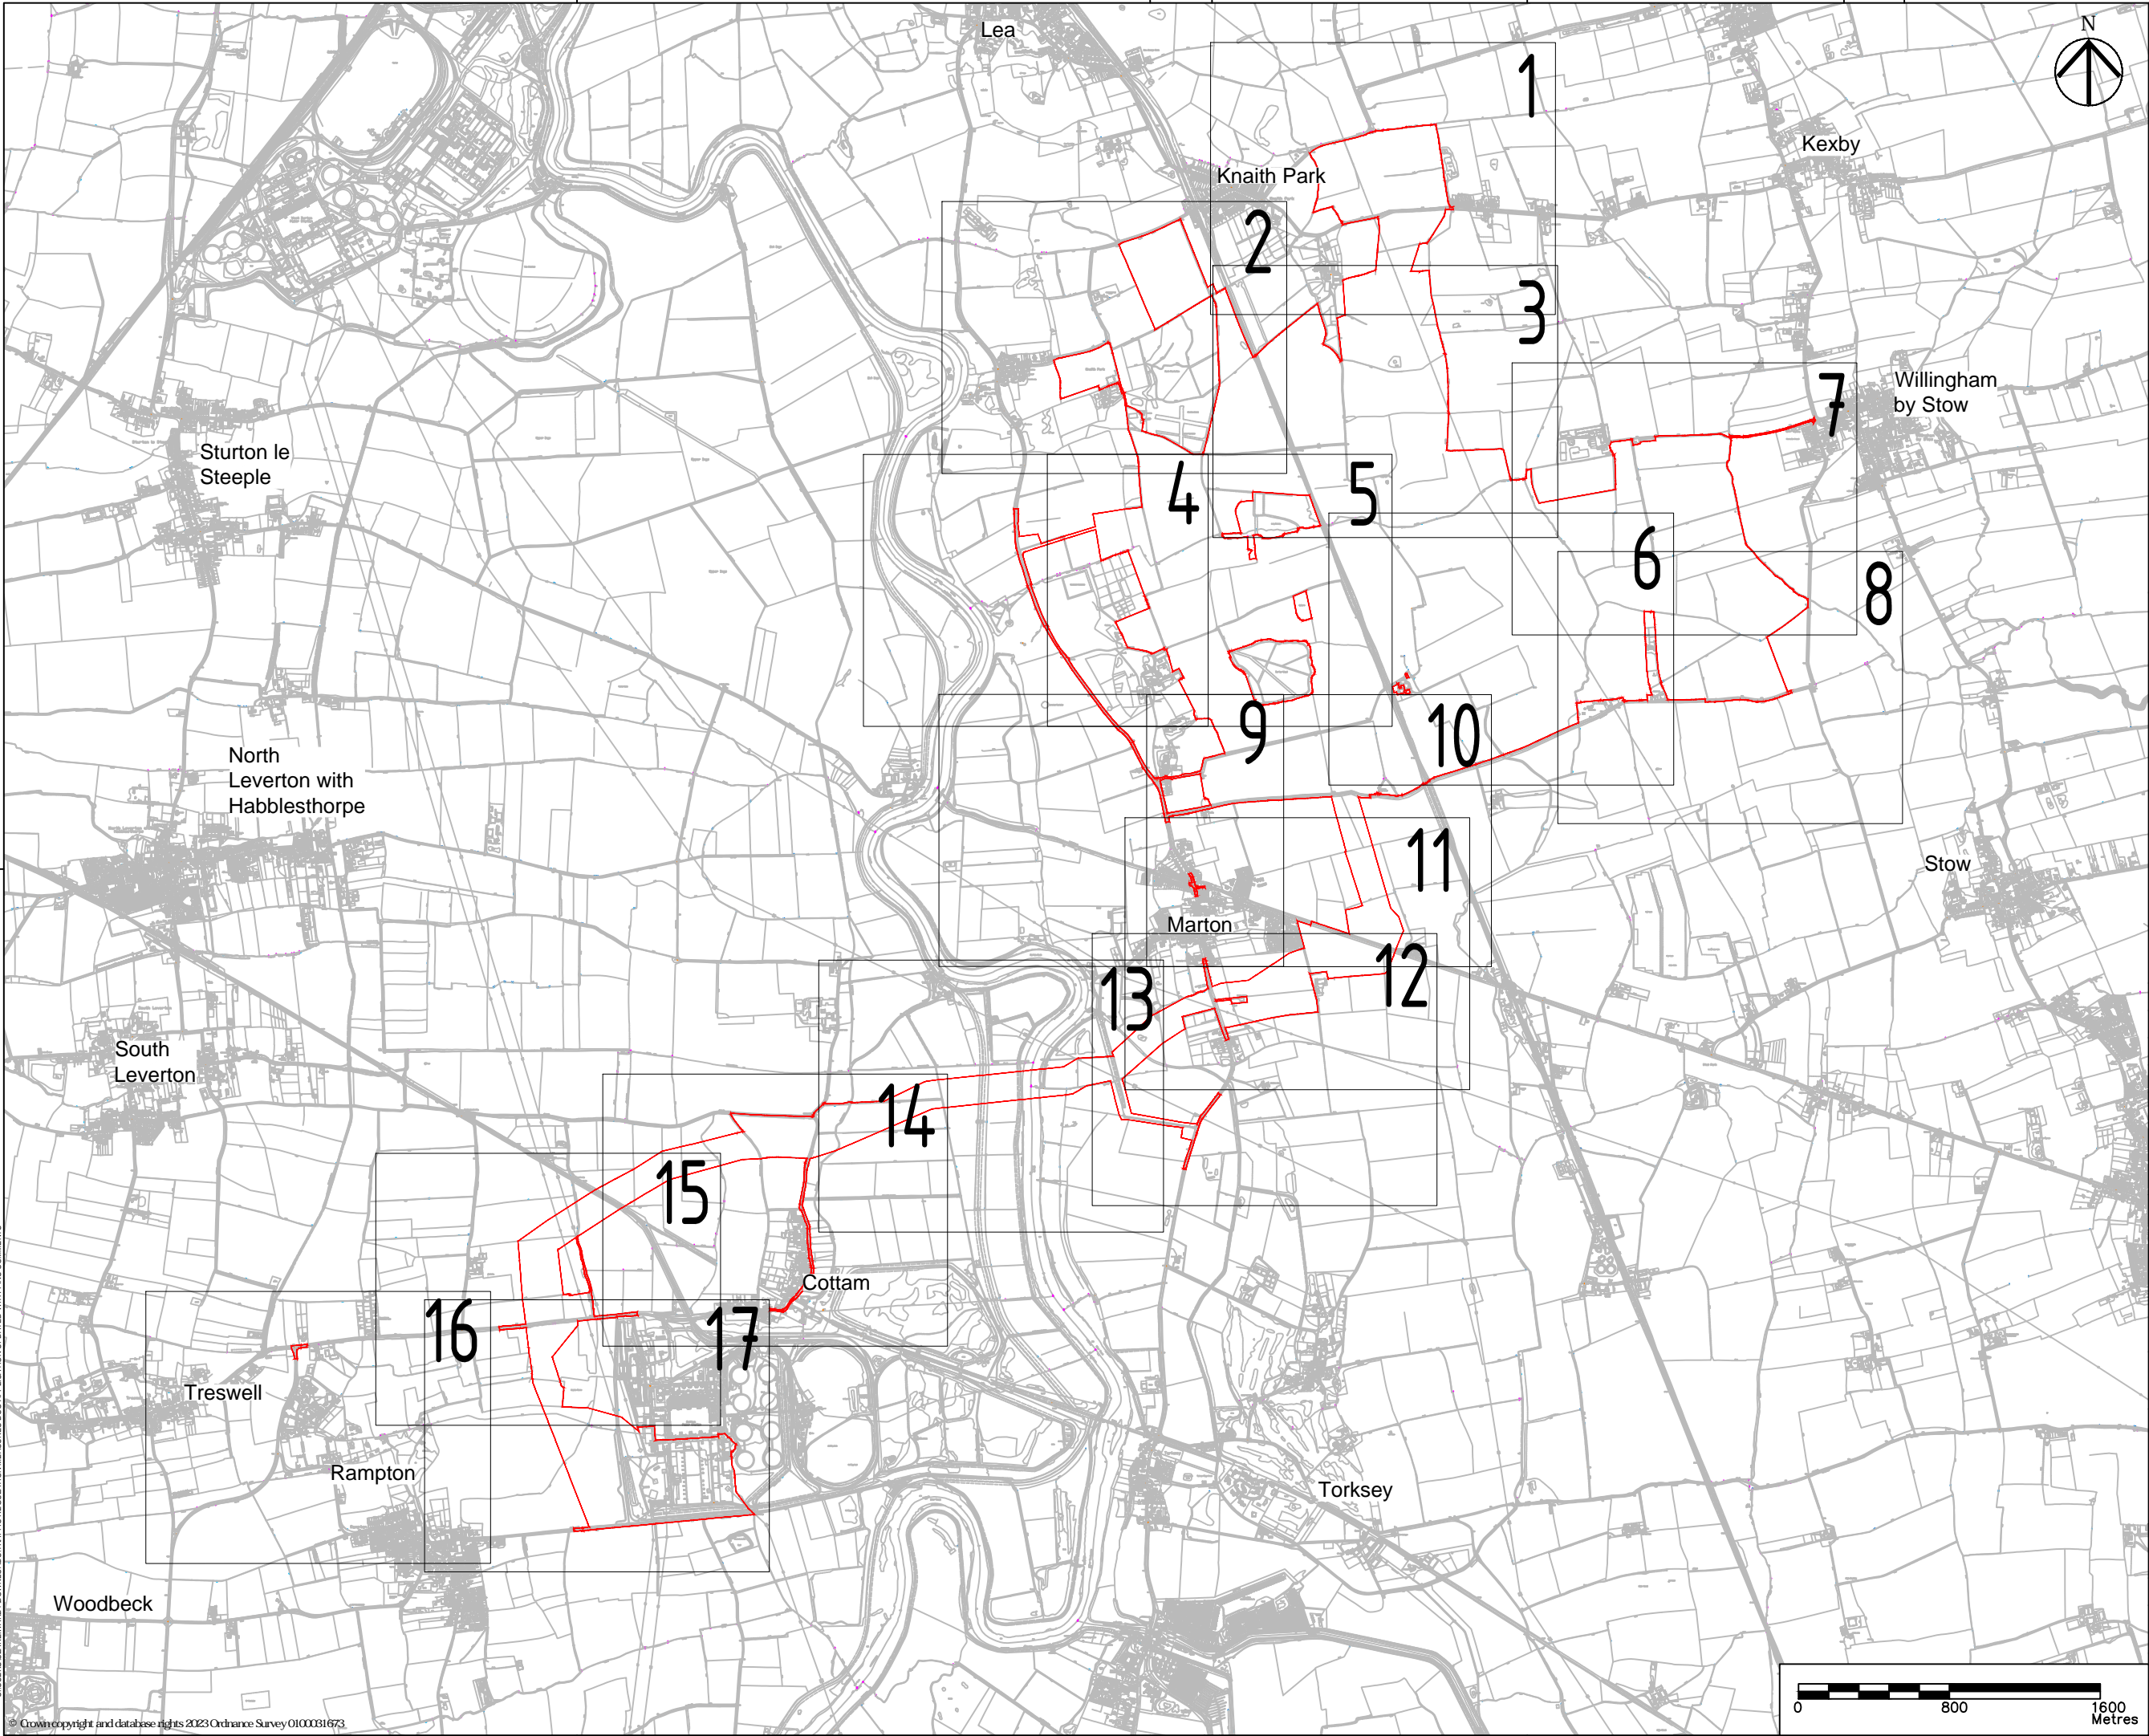 Lea
N
1
Kexby
Knaith Park
2
3
Willingham
by Stow
7
Sturton le
Steeple
4
5
6
8
North
Leverton with
Habblesthorpe
9
10
11
Stow
Marton
12
13
South
Leverton
14
15
Cottam
16
17
Treswell
Rampton
Torksey
Woodbeck
0 800 1600
Metres
© Crown copyright and database rights 2023 Ordnance Survey 0100031673